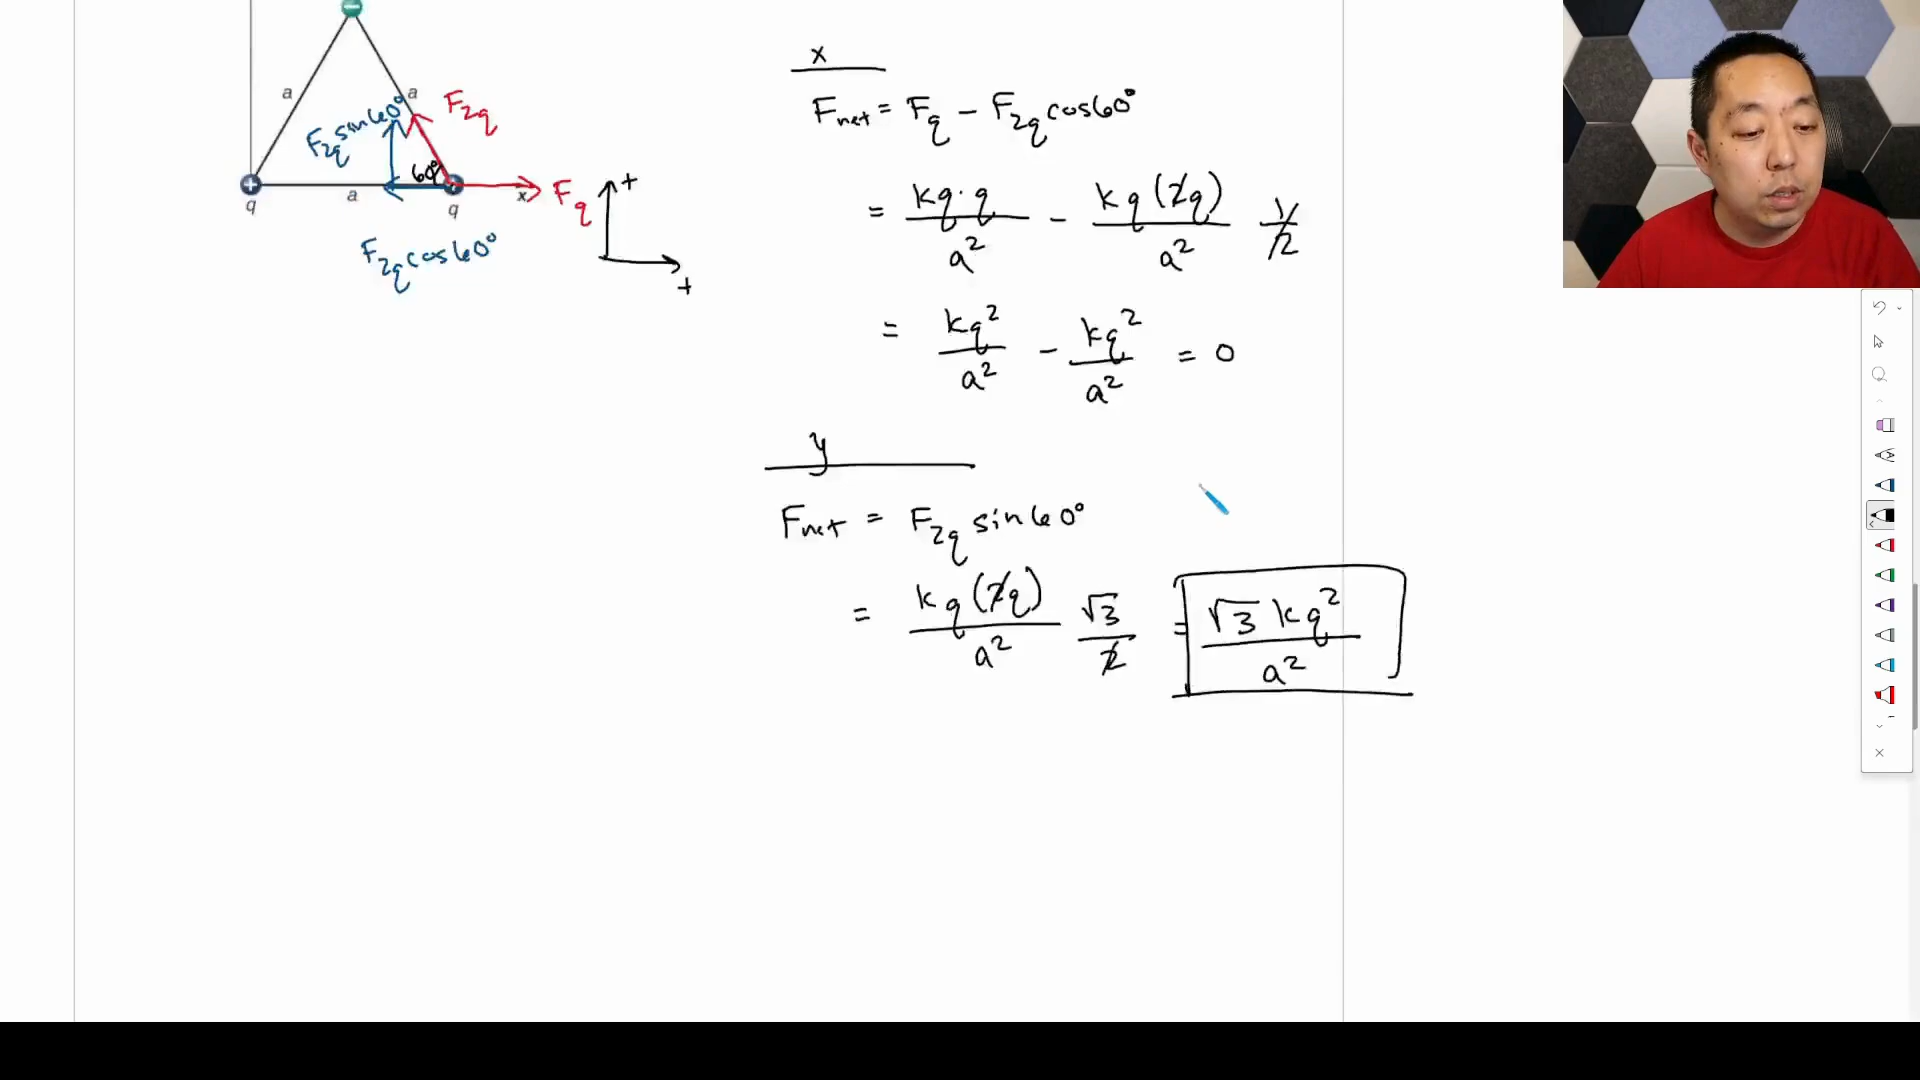 a a
F2q sin60°
F2q
60°
q a q x Fq
F2q cos60°
+
+
x
Fnet = Fq − F2q cos60°
= kq·q/a² − kq(2q)/a² 1/2
= kq²/a² − kq²/a² = 0
y
Fnet = F2q sin60°
= kq(2q)/a² √3/2 = √3 kq²/a²